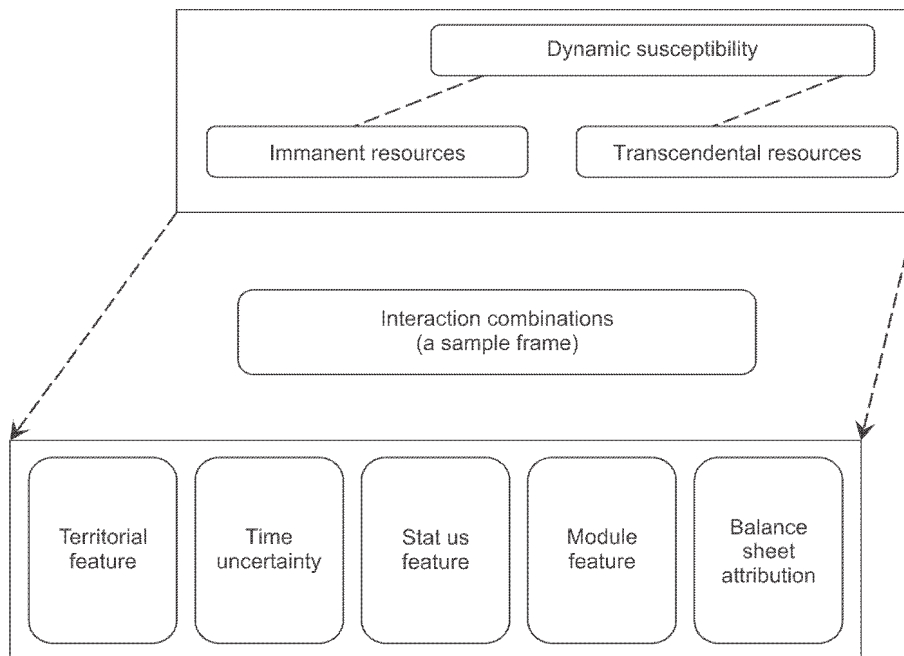 Dynamic susceptibility
Immanent resources
Transcendental resources
Interaction combinations
(a sample frame)
Territorial
feature
Time
uncertainty
Stat us
feature
Module
feature
Balance
sheet
attribution